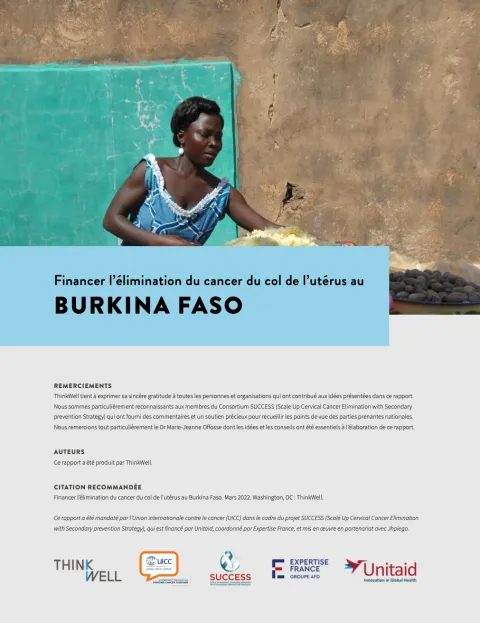 Financer l'élimination du cancer du col de l'utérus au
BURKINA FASO
REMERCIEMENTS
ThinkWell tient à exprimer sa sincère gratitude à toutes les personnes et organisations qui ont contribué aux idées présentées dans ce rapport.
Nous sommes particulièrement reconnaissants aux membres du Consortium SUCCESS (Scale Up Cervical Cancer Elimination with Secondary
prevention Strategy) qui ont fourni des commentaires et un soutien précieux pour recueillir les points de vue des parties prenantes nationales.
Nous remercions tout particulièrement le Dr Marie-Jeanne Offosse dont les idées et les conseils ont été essentiels à l'élaboration de ce rapport.
AUTEURS
Ce rapport a été produit par ThinkWell.
CITATION RECOMMANDÉE
Financer l'élimination du cancer du col de l'utérus au Burkina Faso. Mars 2022. Washington, DC : ThinkWell.
Ce rapport a été mandaté par l'Union internationale contre le cancer (UICC) dans le cadre du projet SUCCESS (Scale Up Cervical Cancer Elimination
with Secondary prevention Strategy), qui est financé par Unitaid, coordonné par Expertise France, et mis en œuvre en partenariat avec Jhpiego.
THINKWELL
UICC
SUCCESS
EXPERTISE
FRANCE
GROUPE AFD
Unitaid
Innovation in Global Health